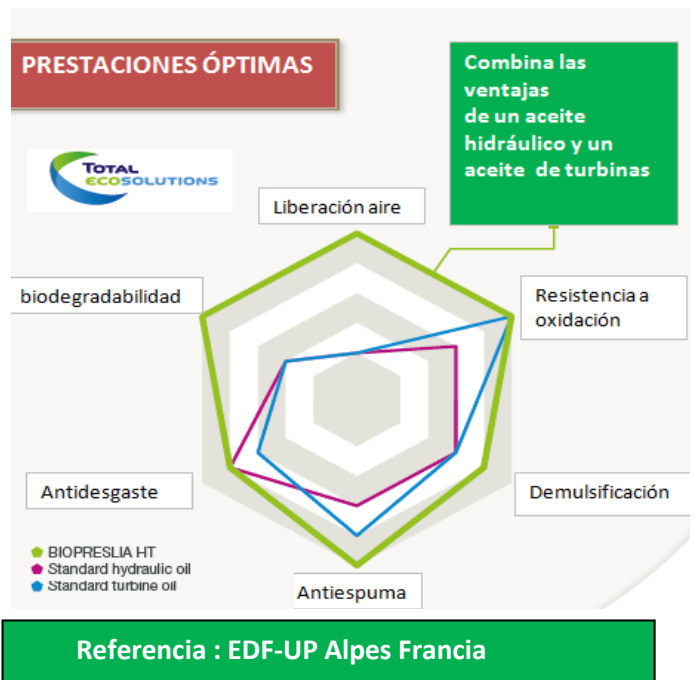 PRESTACIONES ÓPTIMAS
Combina las
ventajas
de un aceite
hidráulico y un
aceite de turbinas
TOTAL
ECOSOLUTIONS
Liberación aire
biodegradabilidad
Resistencia a
oxidación
Antidesgaste
Demulsificación
Antiespuma
BIOPRESLIA HT
Standard hydraulic oil
Standard turbine oil
Referencia : EDF-UP Alpes Francia